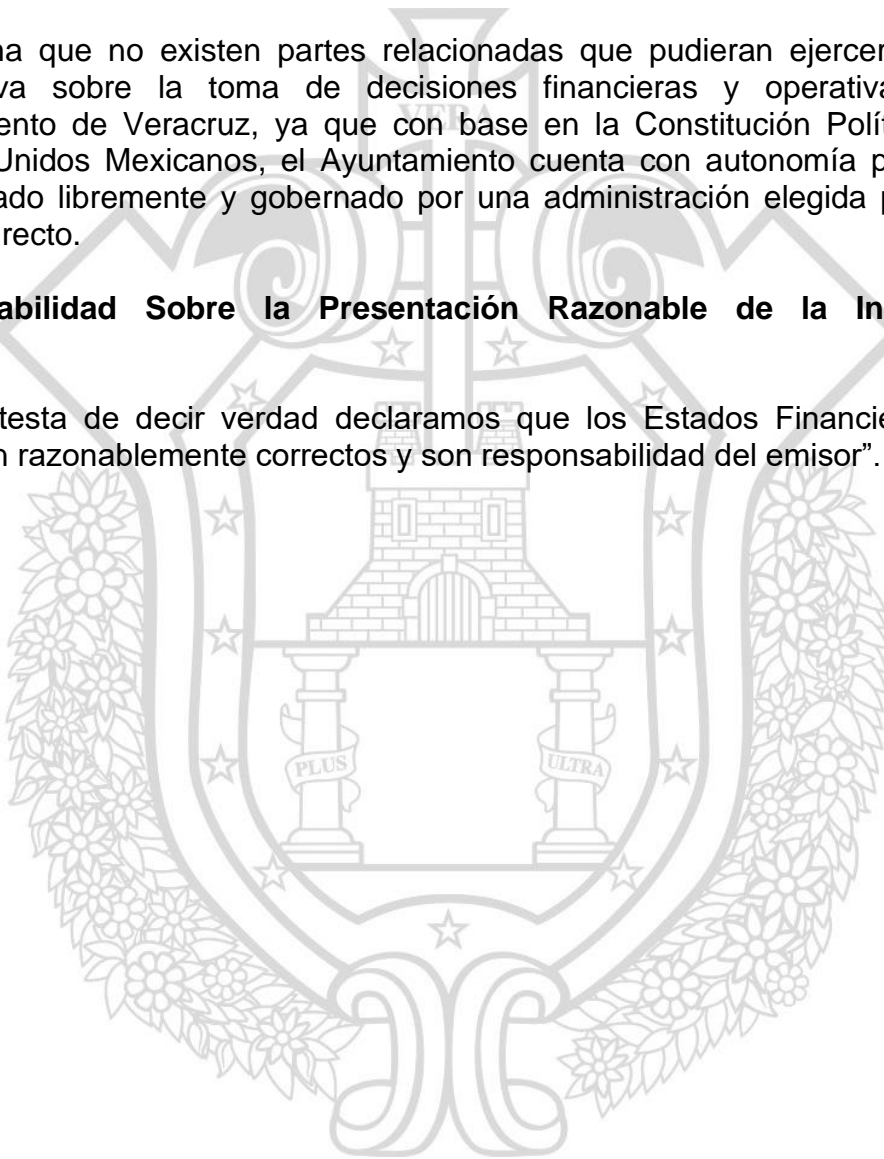 na que no existen partes relacionadas que pudieran ejercer
va sobre la toma de decisiones financieras y operativa
ento de Veracruz, ya que con base en la Constitución Polít
Unidos Mexicanos, el Ayuntamiento cuenta con autonomía p
ado libremente y gobernado por una administración elegida p
recto.
abilidad Sobre la Presentación Razonable de la In
testa de decir verdad declaramos que los Estados Financie
n razonablemente correctos y son responsabilidad del emisor”.
VERA
PLUS ULTRA